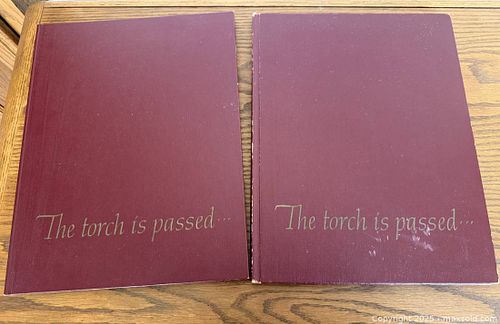 The torch is passed...
The torch is passed...
Copyright 2025 - maxsold.com